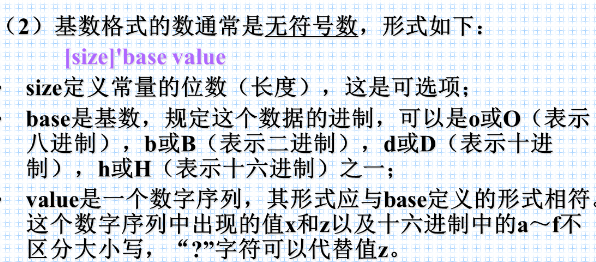 （2）基数格式的数通常是无符号数，形式如下：
[size]'base value
size定义常量的位数（长度），这是可选项；
base是基数，规定这个数据的进制，可以是o或O（表示
八进制），b或B（表示二进制），d或D（表示十进
制），h或H（表示十六进制）之一；
value是一个数字序列，其形式应与base定义的形式相符。
这个数字序列中出现的值x和z以及十六进制中的a～f不
区分大小写，“?”字符可以代替值z。